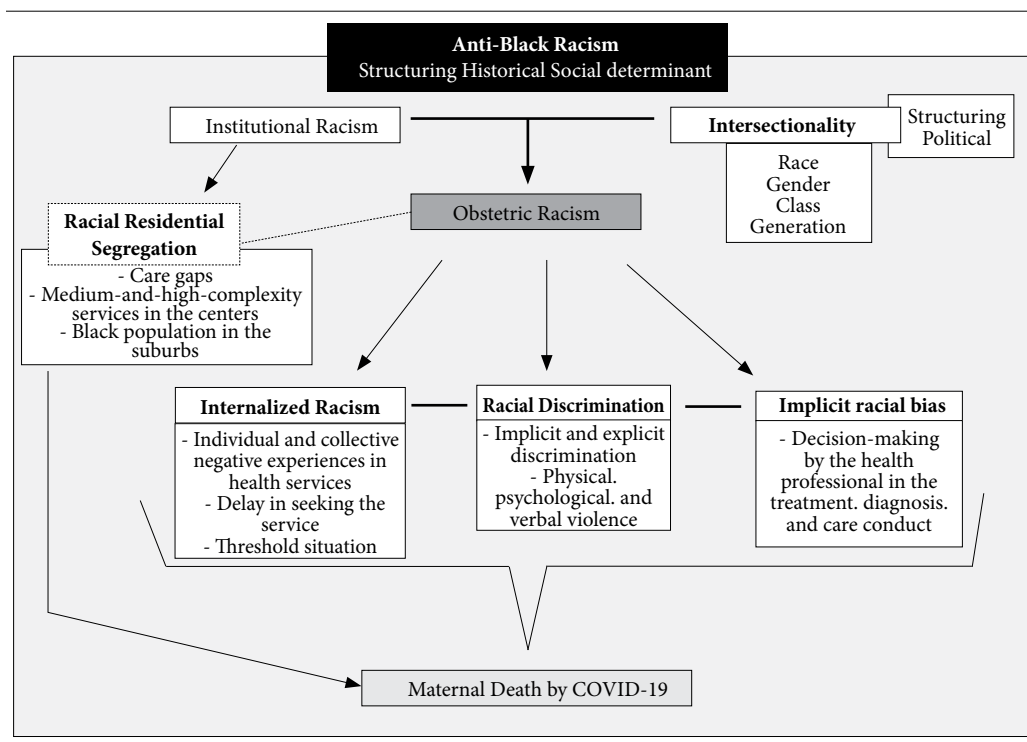 Anti-Black Racism
Structuring Historical Social determinant
Institutional Racism
Intersectionality
Structuring
Political
Race
Gender
Class
Generation
Obstetric Racism
Racial Residential
Segregation
- Care gaps
- Medium-and-high-complexity
services in the centers
- Black population in the
suburbs
Internalized Racism
- Individual and collective
negative experiences in
health services
- Delay in seeking the
service
- Threshold situation
Racial Discrimination
- Implicit and explicit
discrimination
- Physical. 
psychological. and
verbal violence
Implicit racial bias
- Decision-making
by the health
professional in the
treatment. diagnosis.
and care conduct
Maternal Death by COVID-19